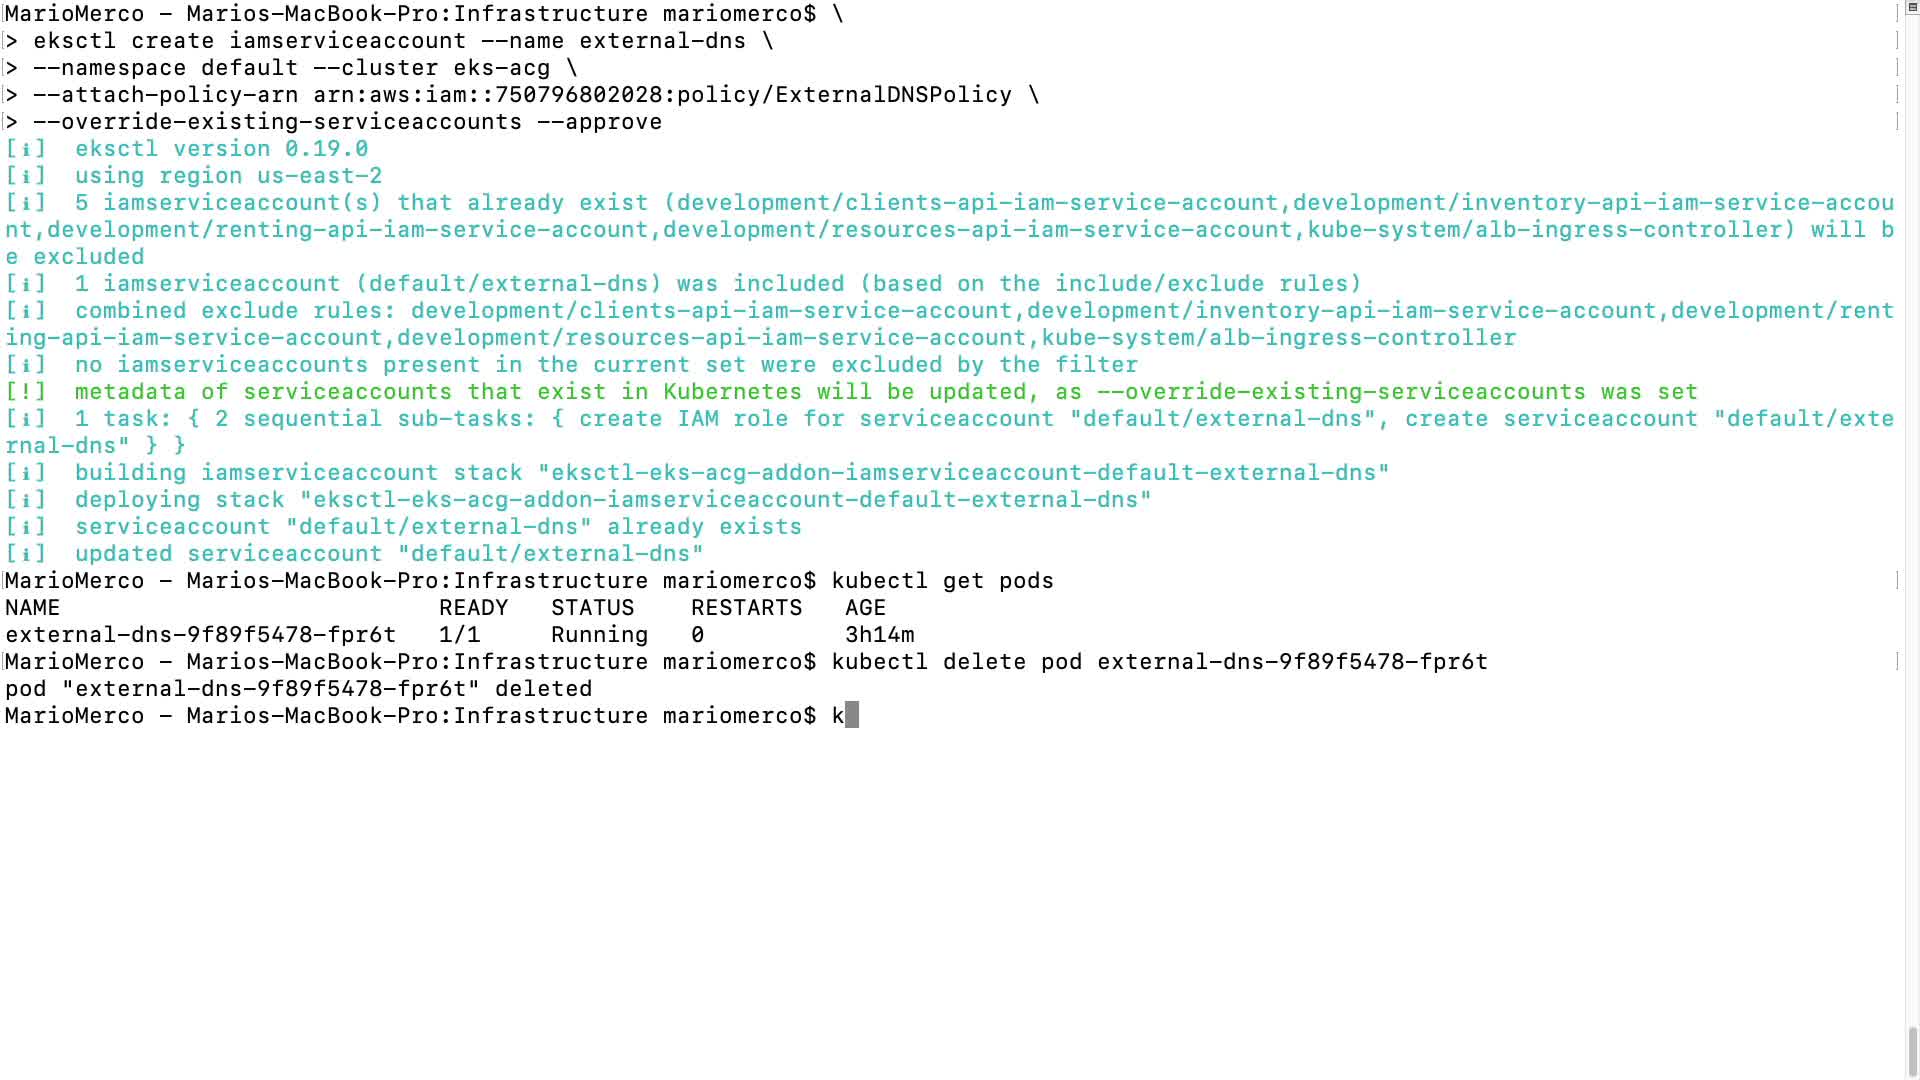 MarioMerco — Marios-MacBook-Pro:Infrastructure mariomerco$ \
> eksctl create iamserviceaccount --name external-dns \
> --namespace default --cluster eks-acg \
> --attach-policy-arn arn:aws:iam::750796802028:policy/ExternalDNSPolicy \
> --override-existing-serviceaccounts --approve
[ℹ]  eksctl version 0.19.0
[ℹ]  using region us-east-2
[ℹ]  5 iamserviceaccount(s) that already exist (development/clients-api-iam-service-account,development/inventory-api-iam-service-accou
nt,development/renting-api-iam-service-account,development/resources-api-iam-service-account,kube-system/alb-ingress-controller) will b
e excluded
[ℹ]  1 iamserviceaccount (default/external-dns) was included (based on the include/exclude rules)
[ℹ]  combined exclude rules: development/clients-api-iam-service-account,development/inventory-api-iam-service-account,development/rent
ing-api-iam-service-account,development/resources-api-iam-service-account,kube-system/alb-ingress-controller
[ℹ]  no iamserviceaccounts present in the current set were excluded by the filter
[!]  metadata of serviceaccounts that exist in Kubernetes will be updated, as --override-existing-serviceaccounts was set
[ℹ]  1 task: { 2 sequential sub-tasks: { create IAM role for serviceaccount "default/external-dns", create serviceaccount "default/exte
rnal-dns" } }
[ℹ]  building iamserviceaccount stack "eksctl-eks-acg-addon-iamserviceaccount-default-external-dns"
[ℹ]  deploying stack "eksctl-eks-acg-addon-iamserviceaccount-default-external-dns"
[ℹ]  serviceaccount "default/external-dns" already exists
[ℹ]  updated serviceaccount "default/external-dns"
MarioMerco — Marios-MacBook-Pro:Infrastructure mariomerco$ kubectl get pods
NAME                           READY   STATUS    RESTARTS   AGE
external-dns-9f89f5478-fpr6t   1/1     Running   0          3h14m
MarioMerco — Marios-MacBook-Pro:Infrastructure mariomerco$ kubectl delete pod external-dns-9f89f5478-fpr6t
pod "external-dns-9f89f5478-fpr6t" deleted
MarioMerco — Marios-MacBook-Pro:Infrastructure mariomerco$ k